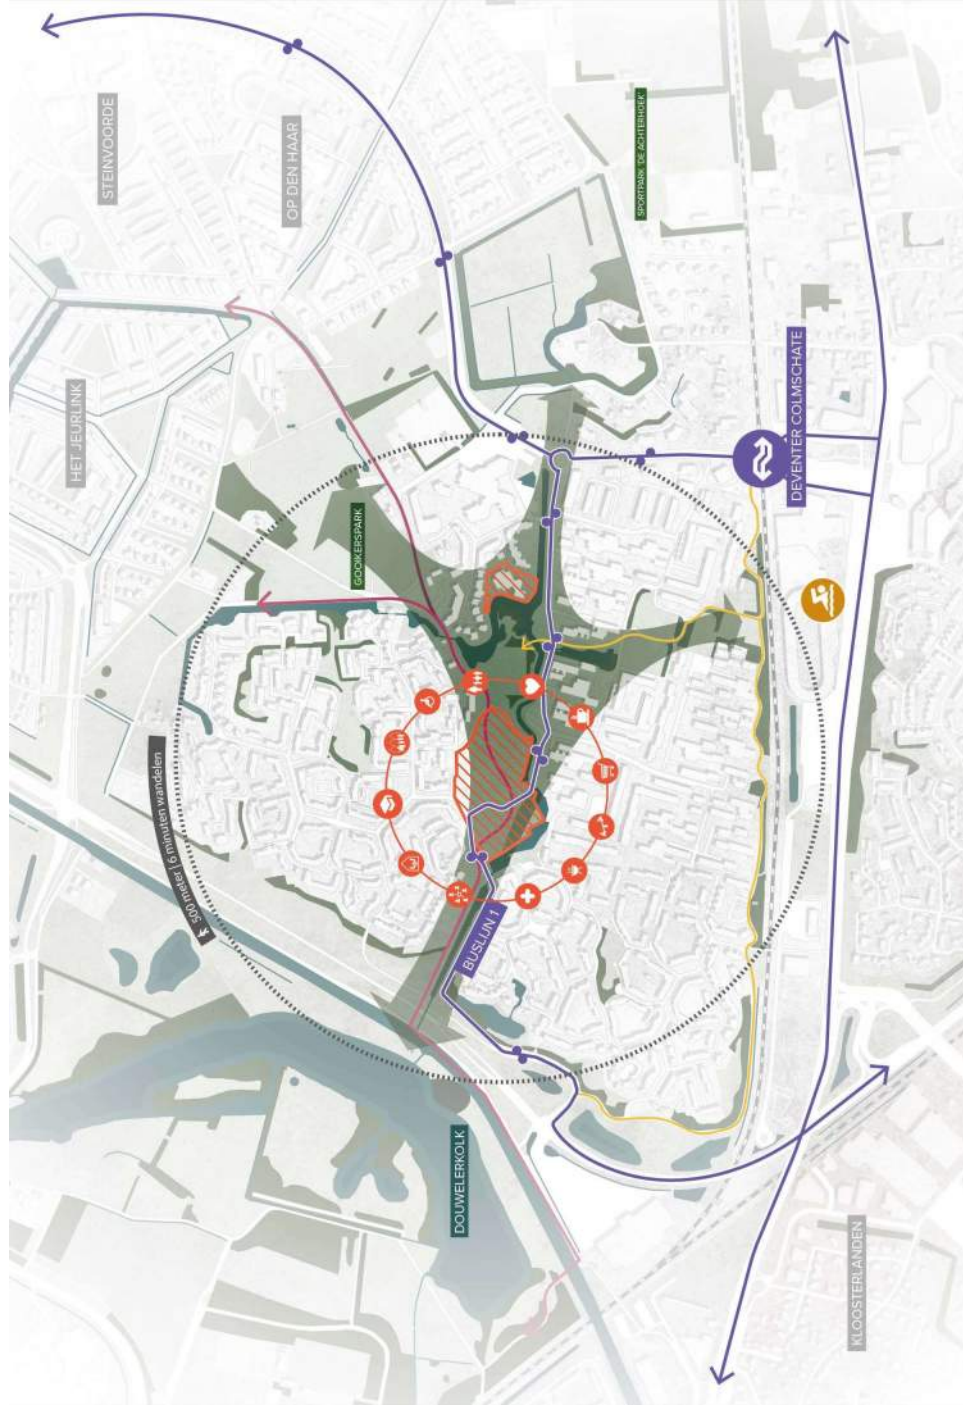 STEINVOORDE
OP DEN HAAR
SPORTPARK 'DE ACHTERHOEK'
HET JEURLINK
DEVENTER COLMSCHATE
GOOIKERSPARK
500 meter | 6 minuten wandelen
BUSLIJN 1
DOUWELERKOLK
KLOOSTERLANDEN